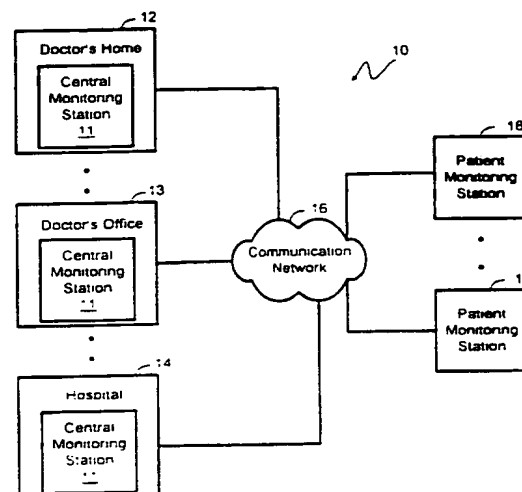 12
Doctor's Home
Central
Monitoring
Station
11
10
13
Doctor's Office
Central
Monitoring
Station
11
14
Hospital
Central
Monitoring
Station
16
Communication
Network
18
Patient
Monitoring
Station
Patient
Monitoring
Station